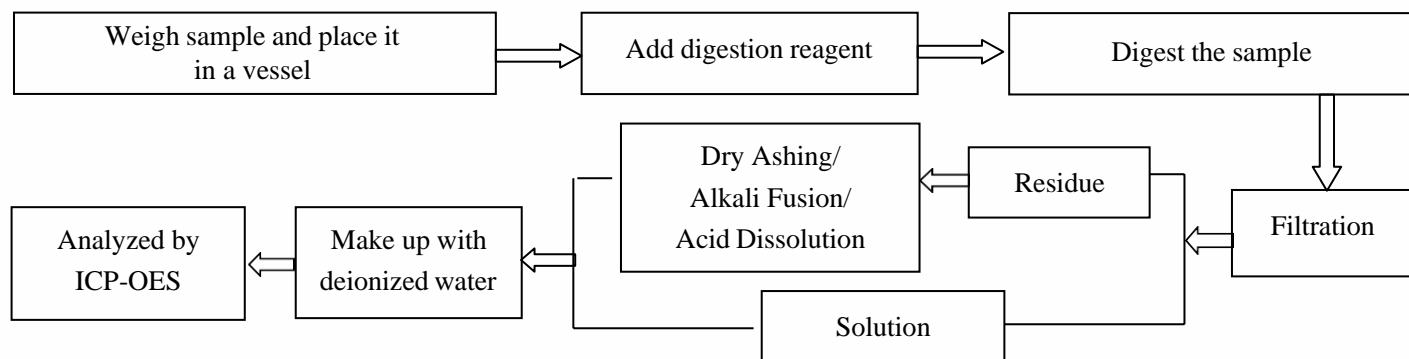 Weigh sample and place it
in a vessel
Add digestion reagent
Digest the sample
Filtration
Residue
Dry Ashing/
Alkali Fusion/
Acid Dissolution
Solution
Make up with
deionized water
Analyzed by
ICP-OES